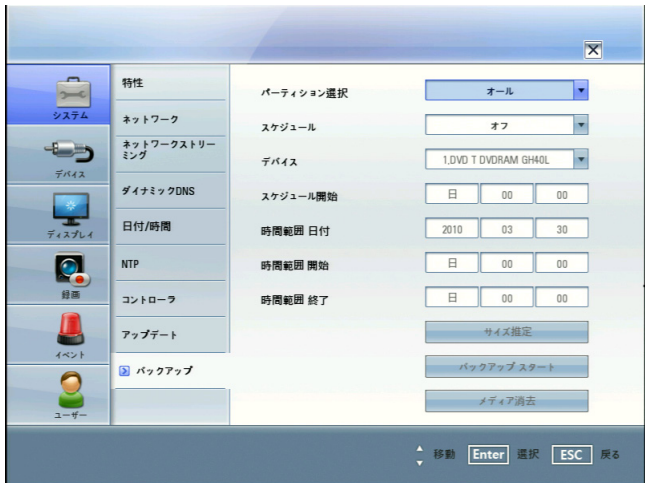 システム
デバイス
ディスプレイ
録画
イベント
ユーザー
特性
ネットワーク
ネットワークストリー
ミング
ダイナミックDNS
日付/時間
NTP
コントローラ
アップデート
バックアップ
パーティション選択 オール
スケジュール オフ
デバイス 1,DVD T DVDRAM GH40L
スケジュール開始 日 00 00
時間範囲 日付 2010 03 30
時間範囲 開始 日 00 00
時間範囲 終了 日 00 00
サイズ推定
バックアップ スタート
メディア消去
移動 Enter 選択 ESC 戻る